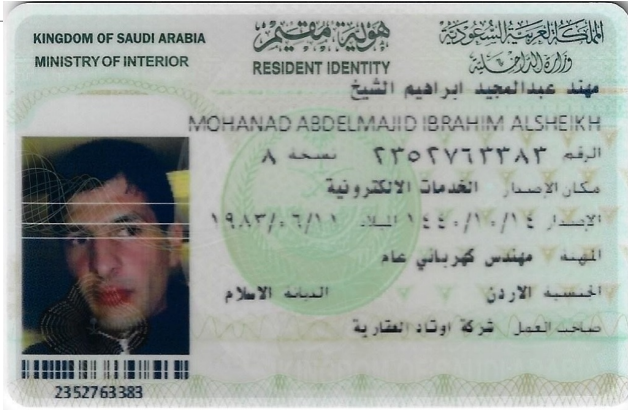 KINGDOM OF SAUDI ARABIA
MINISTRY OF INTERIOR
هوية مقيم
RESIDENT IDENTITY
المملكة العربية السعودية
وزارة الداخلية
مهند عبدالمجيد ابراهيم الشيخ
MOHANAD ABDELMAJID IBRAHIM ALSHEIKH
الرقم ٢٣٥٢٧٦٣٣٨٣ نسخة ٨
مكان الإصدار الخدمات الالكترونية
الإصدار ١٤٤٠/١٠/١٤ الميلاد ١٩٨٣/٠٦/١١
المهنة مهندس كهربائي عام
الجنسية الاردن الديانة الاسلام
صاحب العمل شركة اوتاد العقارية
2352763383